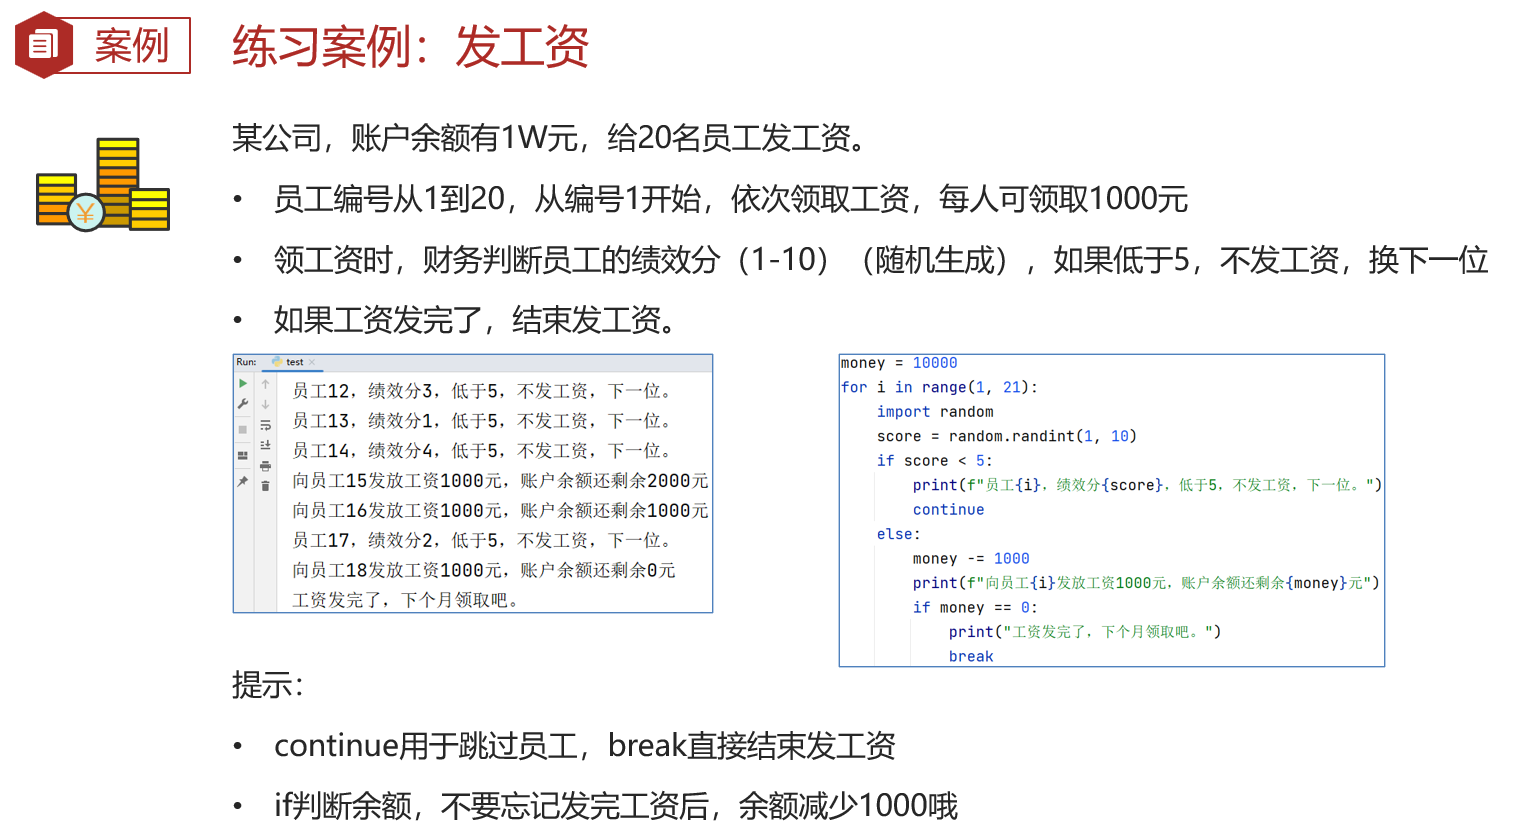 案例
练习案例：发工资
某公司，账户余额有1W元，给20名员工发工资。
• 员工编号从1到20，从编号1开始，依次领取工资，每人可领取1000元
• 领工资时，财务判断员工的绩效分（1-10）（随机生成），如果低于5，不发工资，换下一位
• 如果工资发完了，结束发工资。
Run: test
员工12，绩效分3，低于5，不发工资，下一位。
员工13，绩效分1，低于5，不发工资，下一位。
员工14，绩效分4，低于5，不发工资，下一位。
向员工15发放工资1000元，账户余额还剩余2000元
向员工16发放工资1000元，账户余额还剩余1000元
员工17，绩效分2，低于5，不发工资，下一位。
向员工18发放工资1000元，账户余额还剩余0元
工资发完了，下个月领取吧。
money = 10000
for i in range(1, 21):
    import random
    score = random.randint(1, 10)
    if score < 5:
        print(f"员工{i}，绩效分{score}，低于5，不发工资，下一位。")
        continue
    else:
        money -= 1000
        print(f"向员工{i}发放工资1000元，账户余额还剩余{money}元")
        if money == 0:
            print("工资发完了，下个月领取吧。")
            break
提示：
• continue用于跳过员工，break直接结束发工资
• if判断余额，不要忘记发完工资后，余额减少1000哦